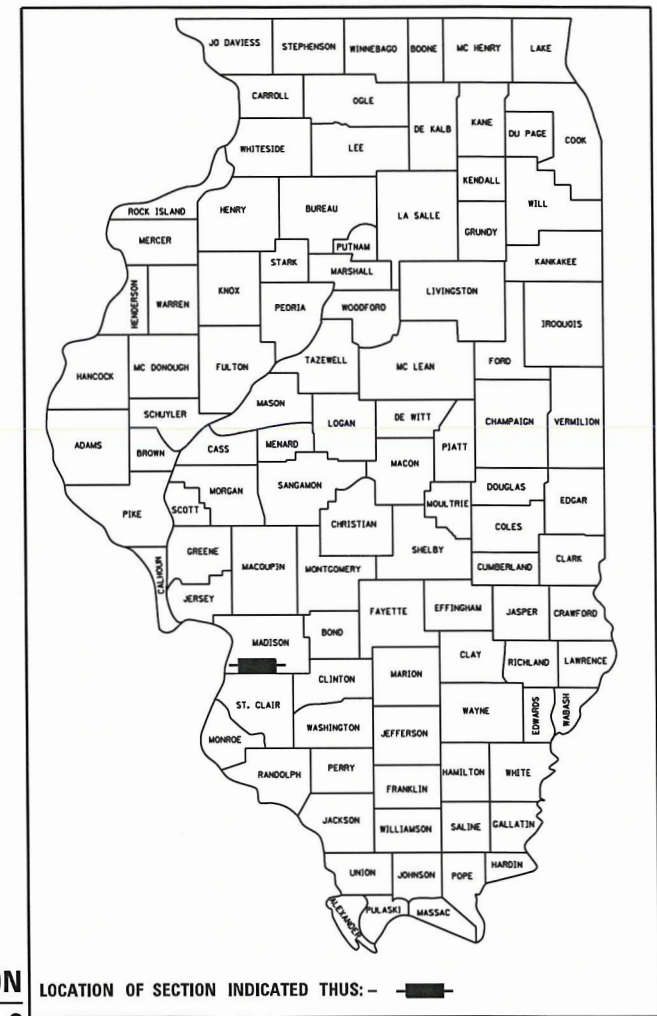 JO DAVIESS STEPHENSON WINNEBAGO BOONE MC HENRY LAKE
CARROLL OGLE DE KALB KANE DU PAGE COOK
WHITESIDE LEE
KENDALL WILL
ROCK ISLAND HENRY BUREAU LA SALLE
GRUNDY
MERCER PUTNAM
STARK MARSHALL KANKAKEE
HENDERSON WARREN KNOX PEORIA WOODFORD LIVINGSTON IROQUOIS
HANCOCK MC DONOUGH FULTON TAZEWELL MC LEAN FORD
MASON
SCHUYLER LOGAN DE WITT CHAMPAIGN VERMILION
ADAMS BROWN CASS MENARD PIATT
MACON
PIKE SCOTT MORGAN SANGAMON MOULTRIE DOUGLAS EDGAR
CHRISTIAN COLES
GREENE MACOUPIN MONTGOMERY SHELBY CUMBERLAND CLARK
CALHOUN JERSEY
FAYETTE EFFINGHAM JASPER CRAWFORD
MADISON BOND
CLAY RICHLAND LAWRENCE
CLINTON MARION
ST. CLAIR WAYNE EDWARDS WABASH
MONROE WASHINGTON JEFFERSON
RANDOLPH PERRY HAMILTON WHITE
FRANKLIN
JACKSON WILLIAMSON SALINE GALLATIN
UNION JOHNSON POPE HARDIN
ALEXANDER PULASKI MASSAC
ON
LOCATION OF SECTION INDICATED THUS: -